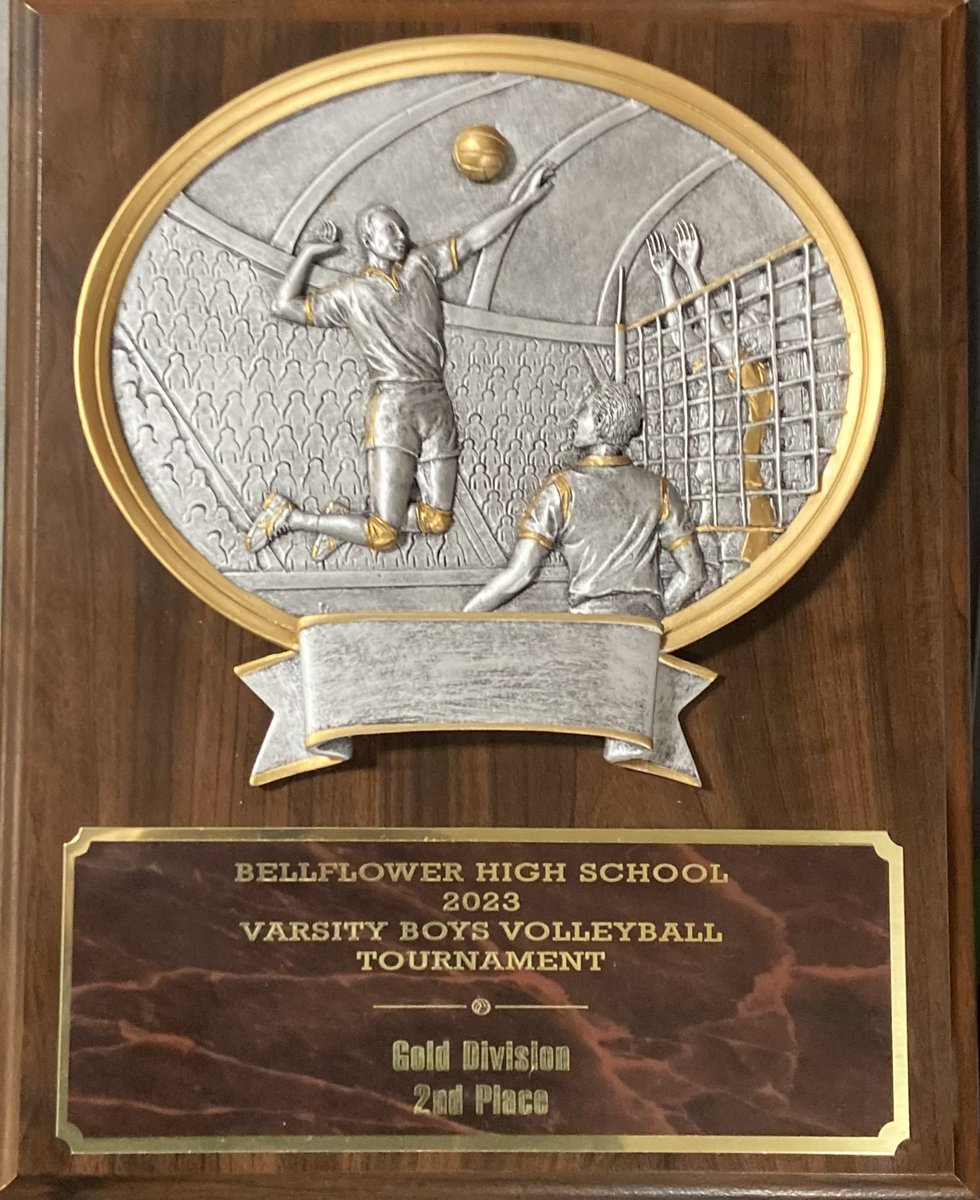 BELLFLOWER HIGH SCHOOL
2023
VARSITY BOYS VOLLEYBALL
TOURNAMENT
Gold Division
2nd Place